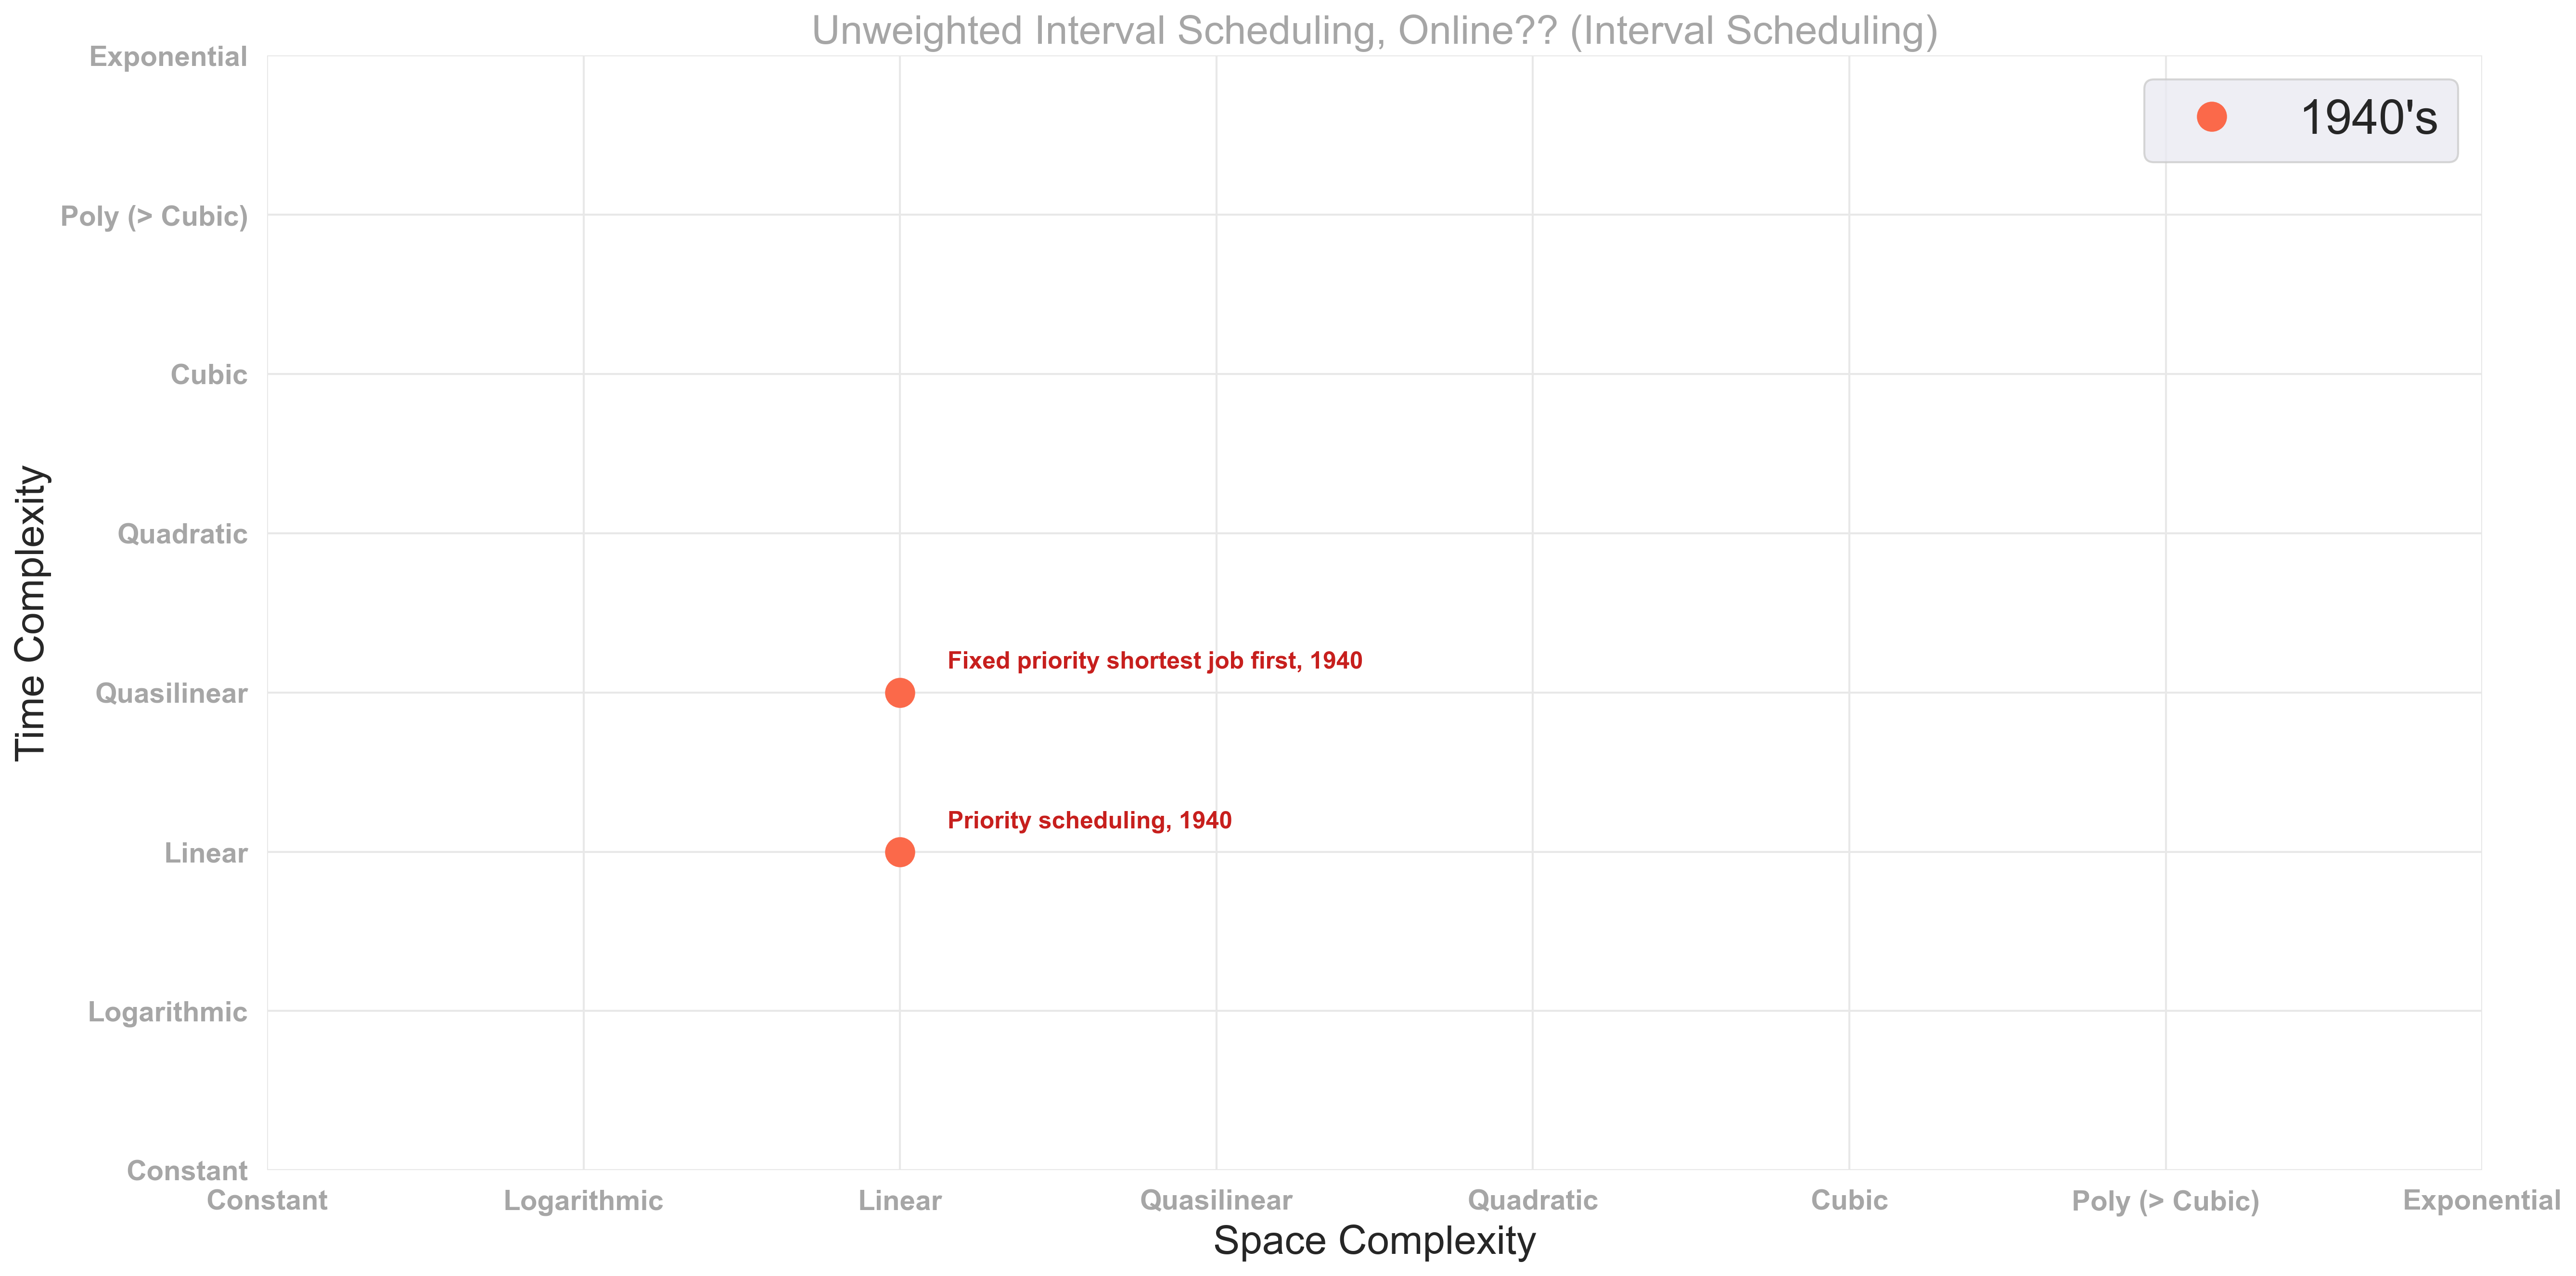 Unweighted Interval Scheduling, Online?? (Interval Scheduling)
Exponential
Poly (> Cubic)
Cubic
Quadratic
Quasilinear
Linear
Logarithmic
Constant
Time Complexity
1940's
Fixed priority shortest job first, 1940
Priority scheduling, 1940
Constant
Logarithmic
Linear
Quasilinear
Quadratic
Cubic
Poly (> Cubic)
Exponential
Space Complexity